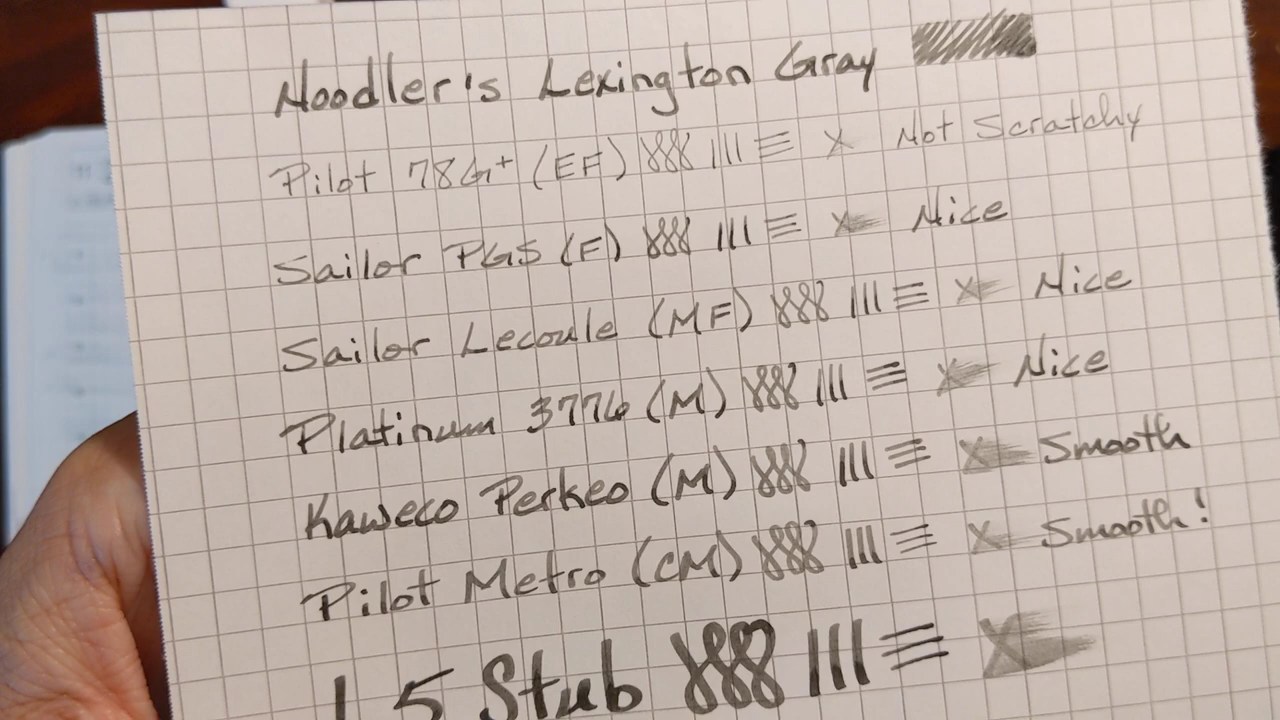 Noodler's Lexington Gray
Pilot 78G+ (EF) 888 III ≡ X Not Scratchy
Sailor PGS (F) 888 III ≡ X Nice
Sailor Lecoule (MF) 888 III ≡ X Nice
Platinum 3776 (M) 888 III ≡ X Nice
Kaweco Perkeo (M) 888 III ≡ X Smooth
Pilot Metro (CM) 888 III ≡ X Smooth!
1.5 Stub 888 III ≡ X